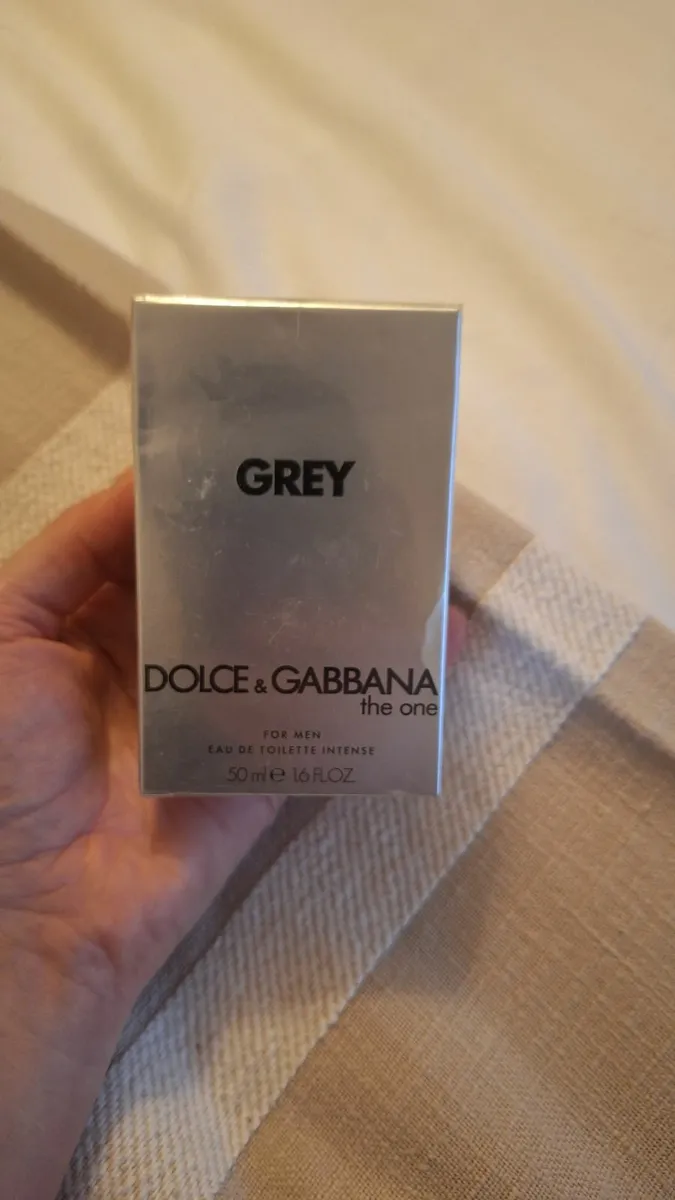 GREY
DOLCE & GABBANA
the one
FOR MEN
EAU DE TOILETTE INTENSE
50 ml ℮ 1.6 FL.OZ.